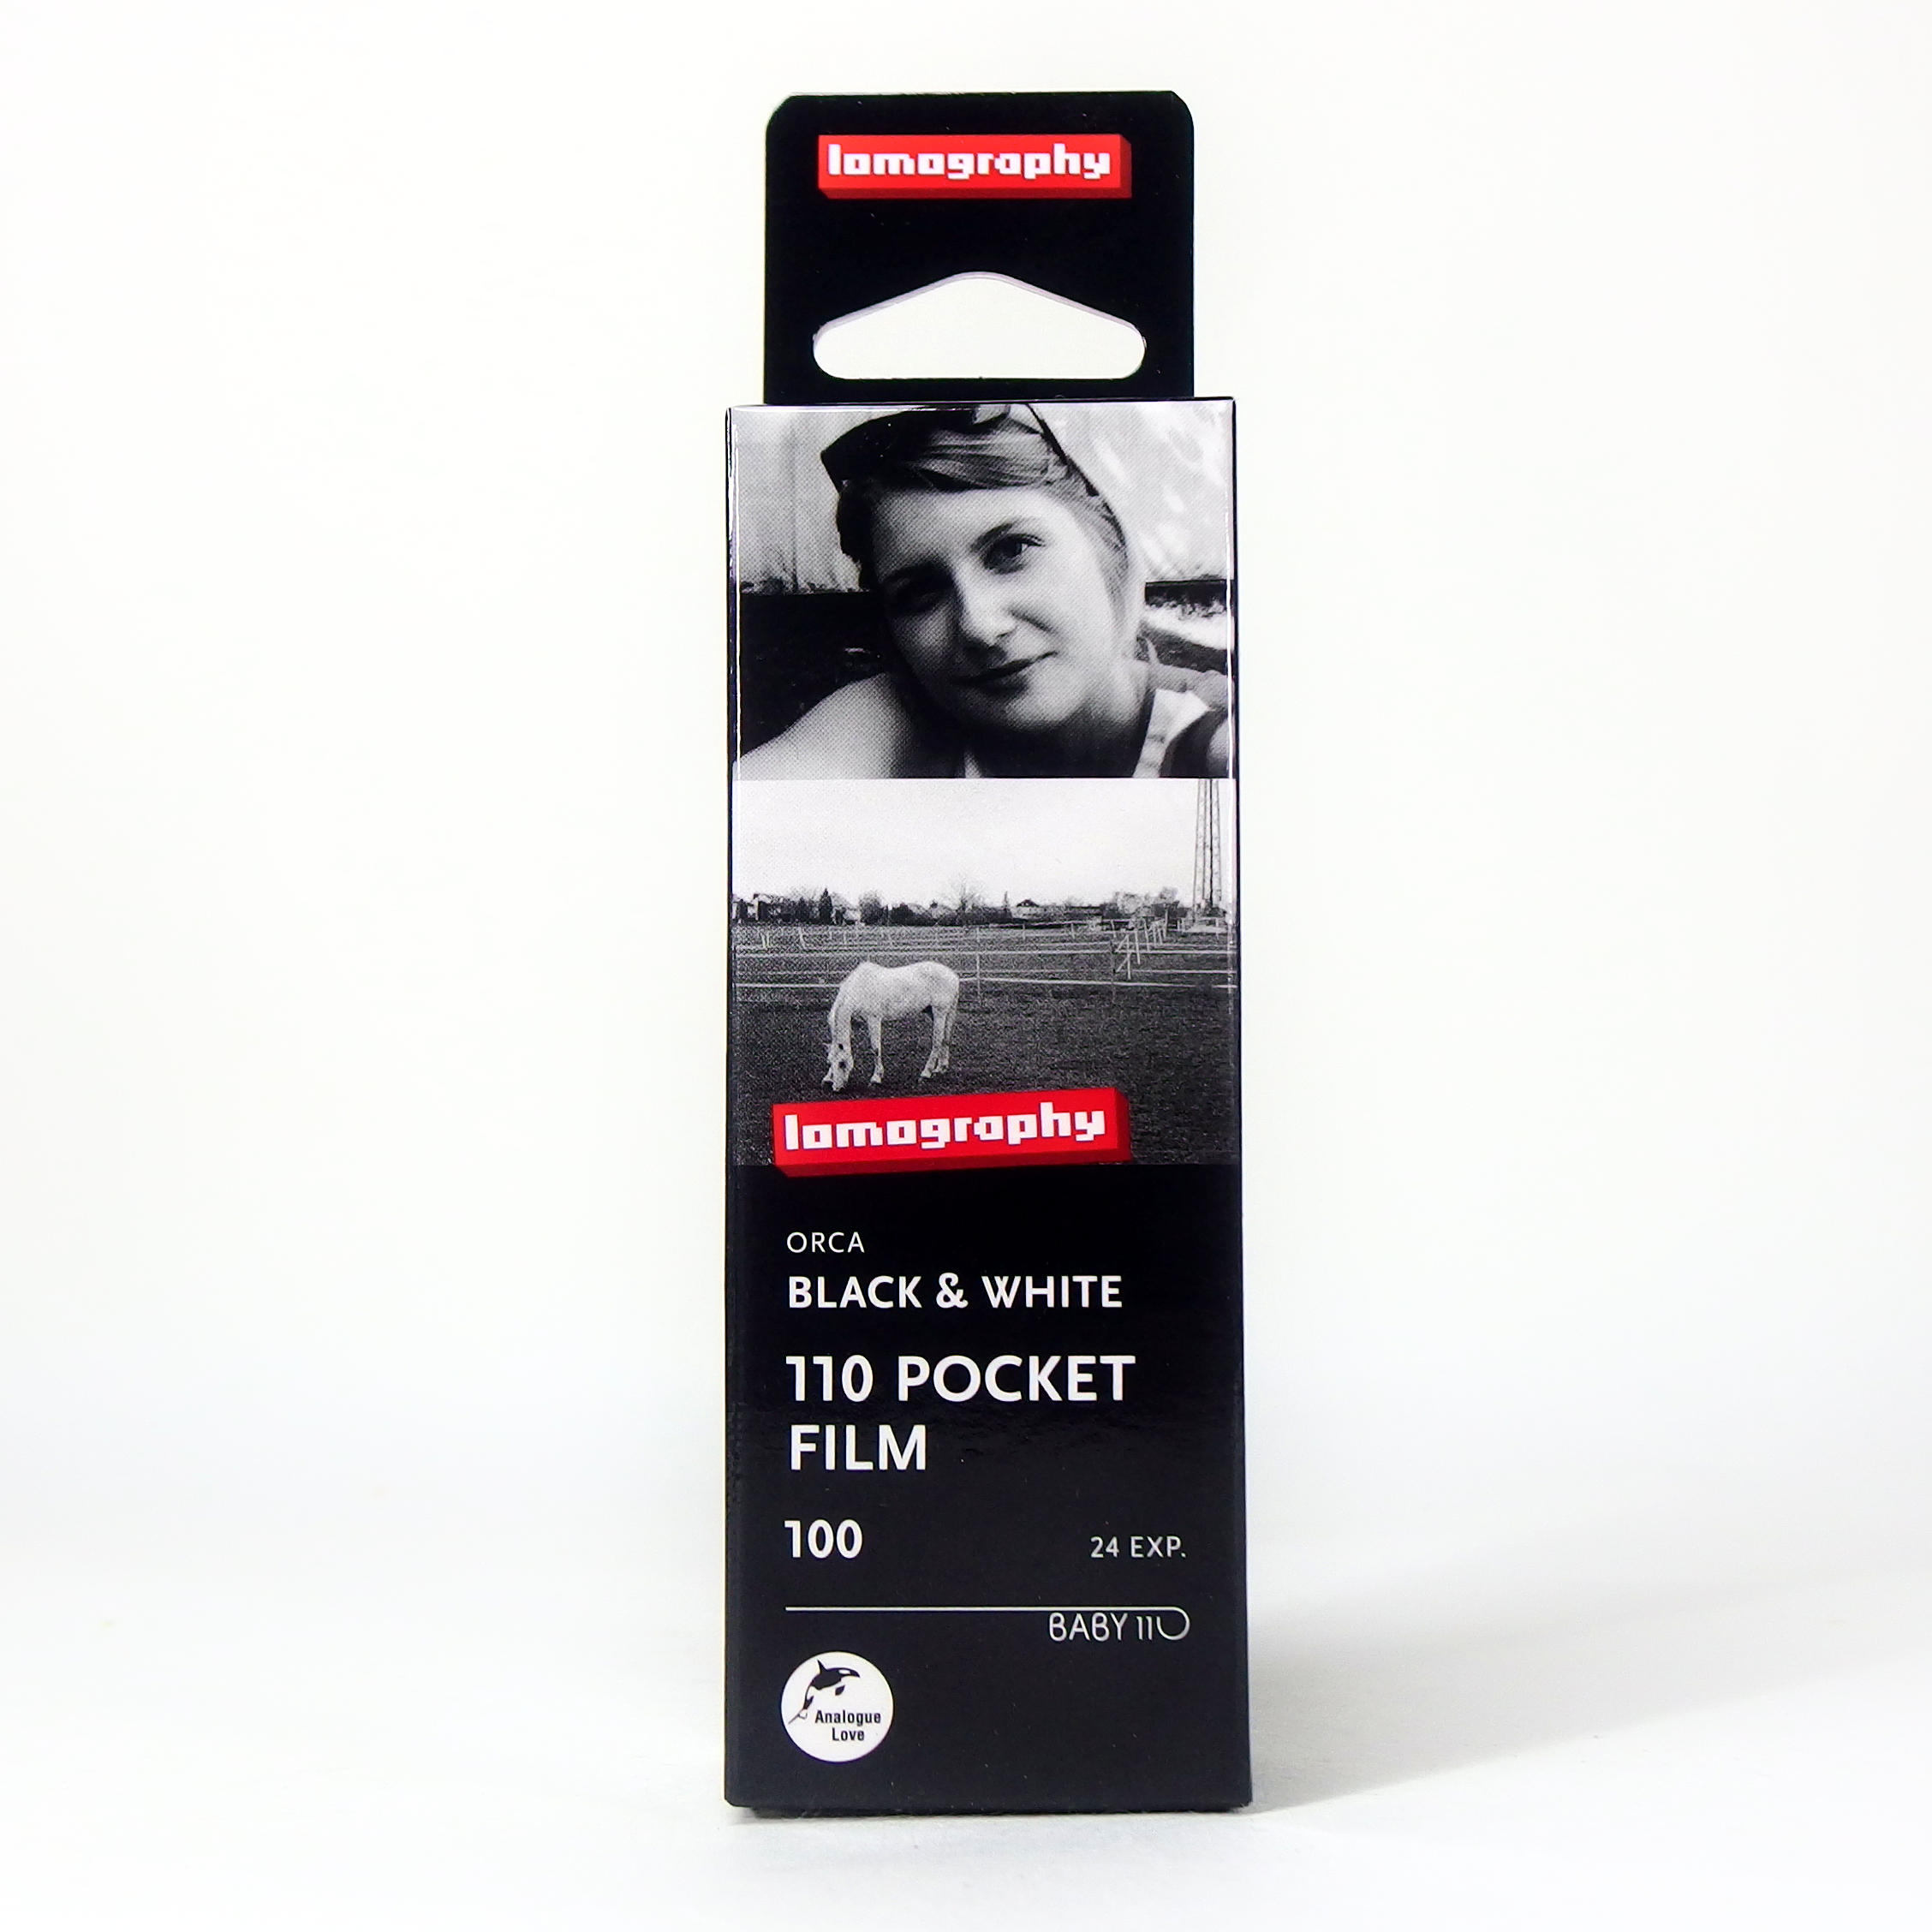 lomography
lomography
ORCA
BLACK & WHITE
110 POCKET
FILM
100
24 EXP.
BABY 110
Analogue
Love